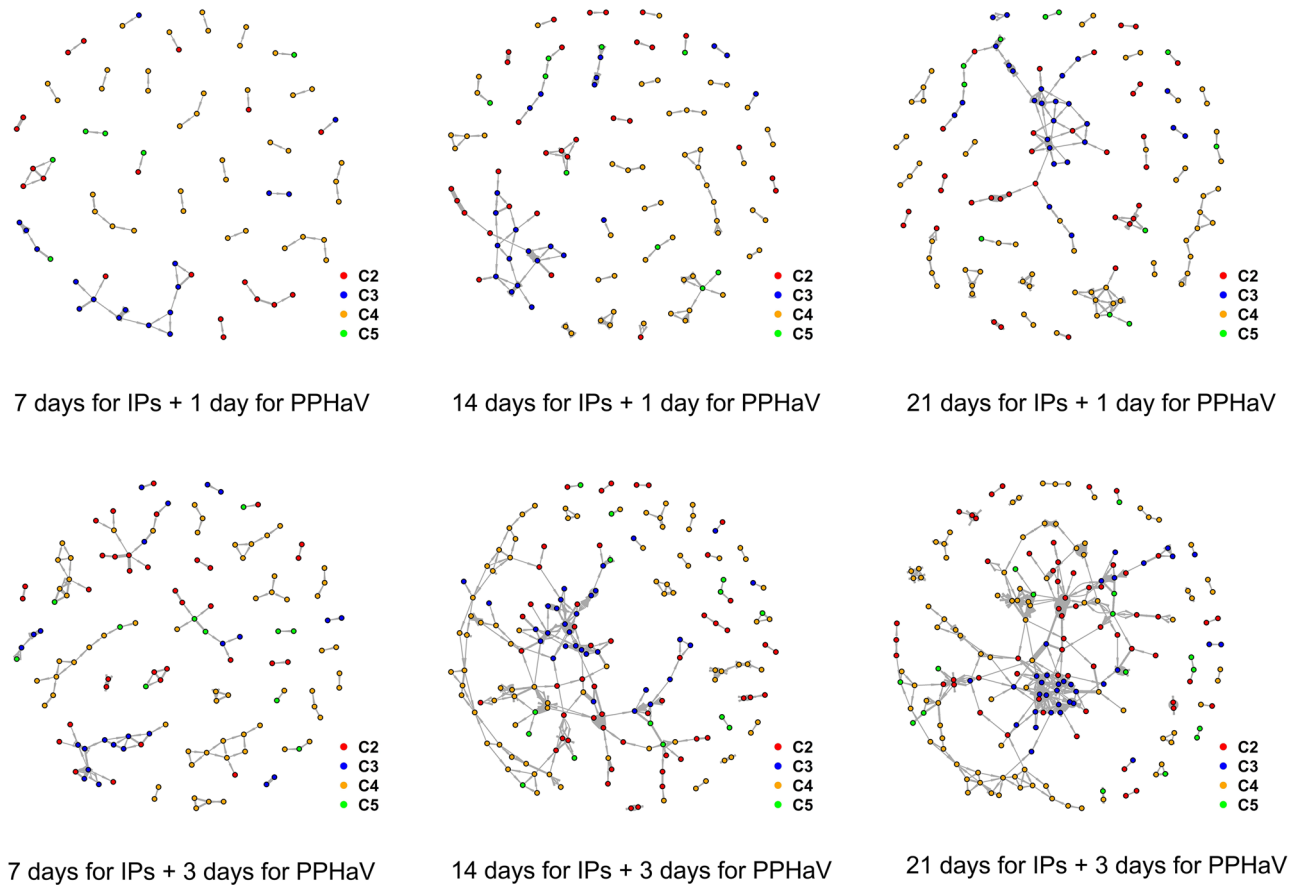 C2
C3
C4
C5
C2
C3
C4
C5
C2
C3
C4
C5
7 days for IPs + 1 day for PPHaV
14 days for IPs + 1 day for PPHaV
21 days for IPs + 1 day for PPHaV
C2
C3
C4
C5
C2
C3
C4
C5
C2
C3
C4
C5
7 days for IPs + 3 days for PPHaV
14 days for IPs + 3 days for PPHaV
21 days for IPs + 3 days for PPHaV